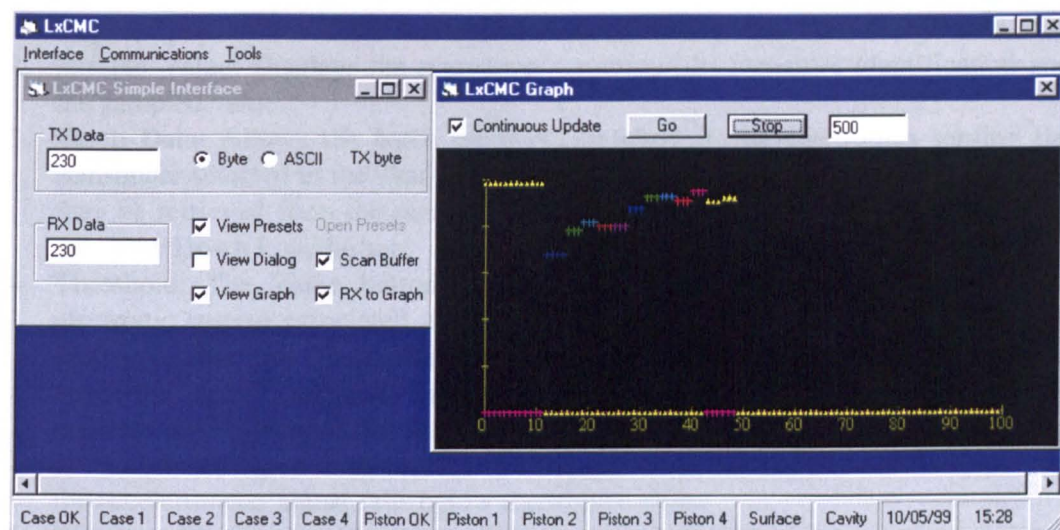 LxCMC
Interface Communications Tools
LxCMC Simple Interface
TX Data
230
Byte ASCII TX byte
RX Data
230
View Presets Open Presets
View Dialog Scan Buffer
View Graph RX to Graph
LxCMC Graph
Continuous Update Go Stop 500
0 10 20 30 40 50 60 70 80 90 100
Case OK Case 1 Case 2 Case 3 Case 4 Piston OK Piston 1 Piston 2 Piston 3 Piston 4 Surface Cavity 10/05/99 15:28